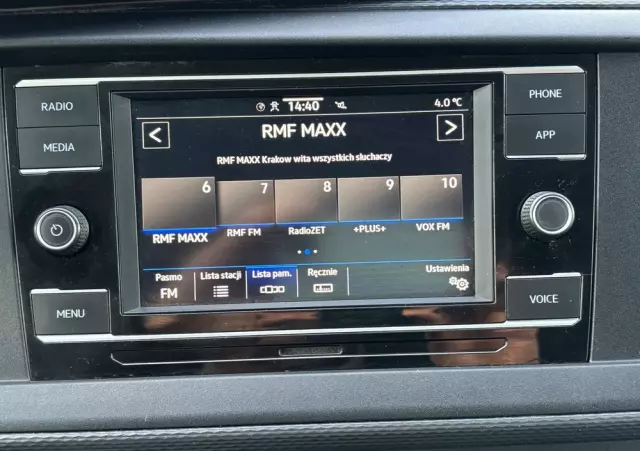 RADIO
MEDIA
MENU
PHONE
APP
VOICE
14:40
4.0 °C
<
RMF MAXX
>
RMF MAXX Krakow wita wszystkich sluchaczy
6
7
8
9
10
RMF MAXX
RMF FM
RadioZET
+PLUS+
VOX FM
Pasmo
FM
Lista stacji
Lista pam.
Ręcznie
Ustawienia